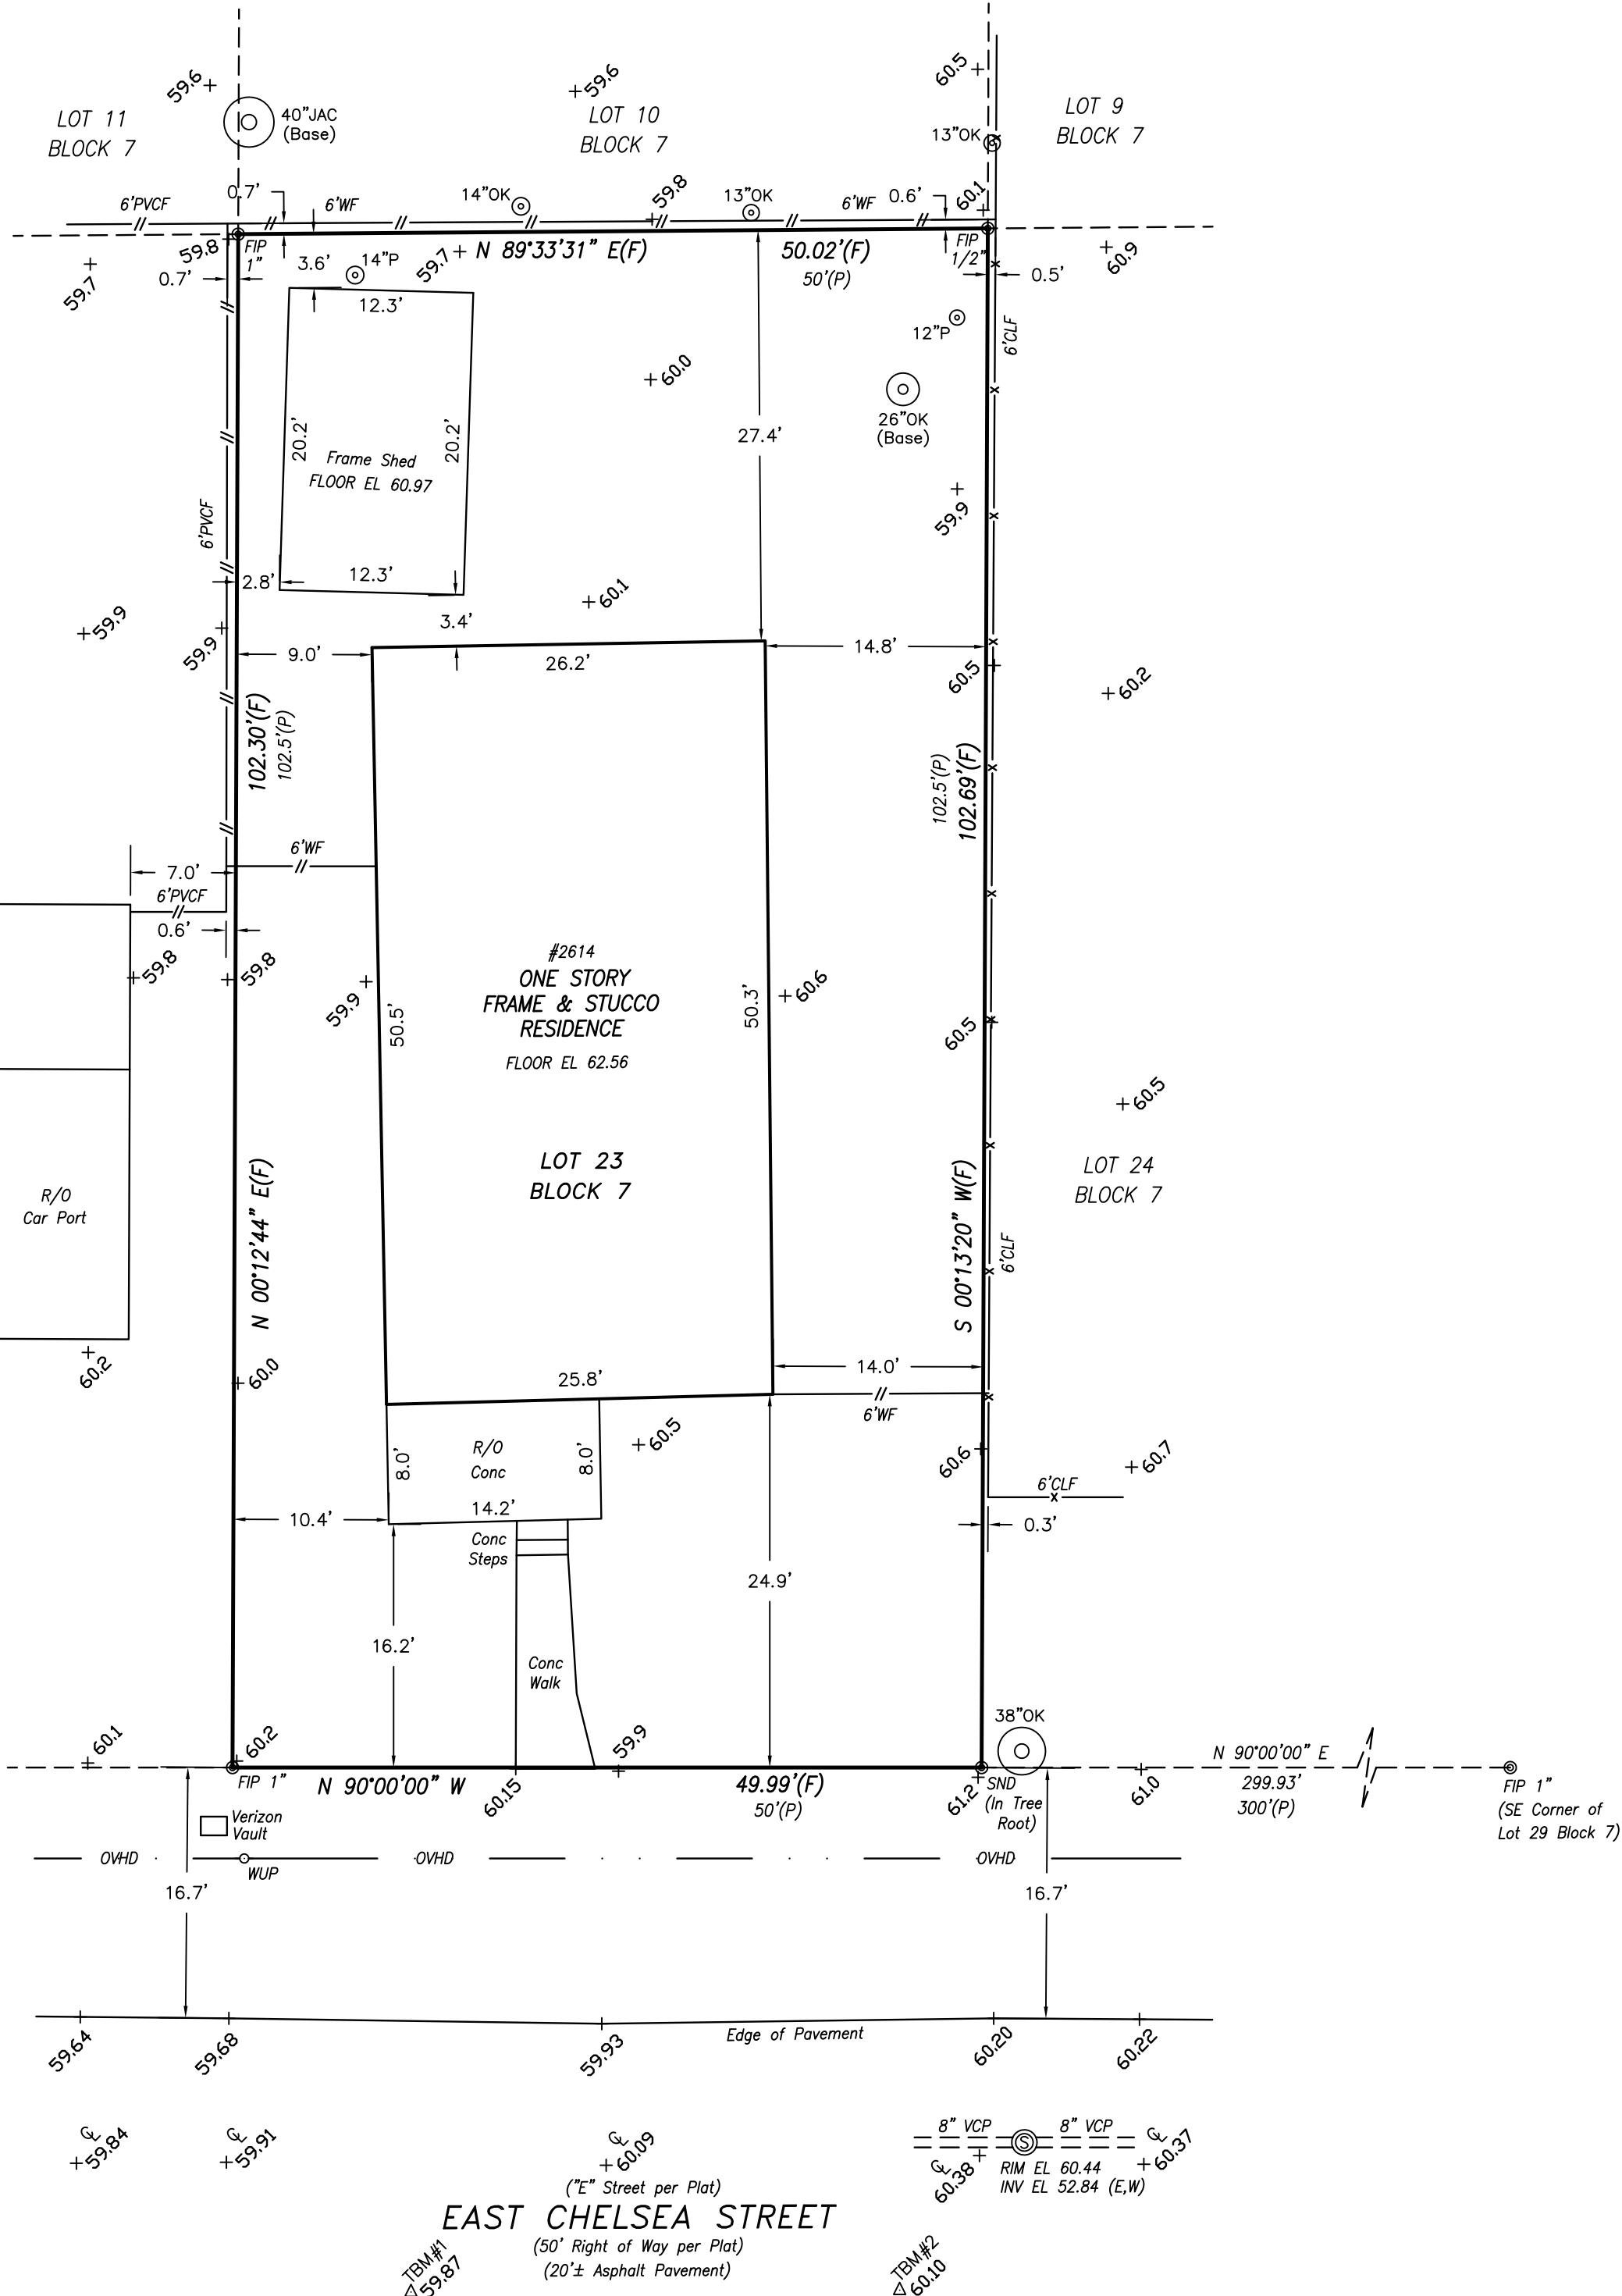 59.6
59.6
60.5
LOT 11
BLOCK 7
40"JAC
(Base)
LOT 10
BLOCK 7
LOT 9
BLOCK 7
13"OK
0.7'
6'PVCF
6'WF
14"OK
59.8
13"OK
6'WF
0.6'
60.1
59.8
FIP
1"
3.6'
14"P
59.7
N 89°33'31" E(F)
50.02'(F)
50'(P)
FIP
1/2"
60.9
59.7
0.7'
0.5'
12.3'
12"P
6'CLF
60.0
26"OK
(Base)
27.4'
20.2'
20.2'
Frame Shed
FLOOR EL 60.97
6'PVCF
59.9
2.8'
12.3'
60.1
59.9
3.4'
59.9
9.0'
26.2'
14.8'
60.5
60.2
102.30'(F)
102.5'(P)
102.5'(P)
102.69'(F)
6'WF
7.0'
6'PVCF
0.6'
59.8
59.8
59.9
50.5'
#2614
ONE STORY
FRAME & STUCCO
RESIDENCE
FLOOR EL 62.56
50.3'
60.6
60.5
60.5
LOT 23
BLOCK 7
LOT 24
BLOCK 7
R/O
Car Port
N 00°12'44" E(F)
S 00°13'20" W(F)
6'CLF
60.2
60.0
25.8'
14.0'
6'WF
60.5
R/O
Conc
8.0'
8.0'
60.6
60.7
6'CLF
14.2'
10.4'
0.3'
Conc
Steps
24.9'
16.2'
Conc
Walk
38"OK
60.1
60.2
59.9
N 90°00'00" E
299.93'
300'(P)
FIP 1"
N 90°00'00" W
60.15
49.99'(F)
50'(P)
61.2
SND
(In Tree
Root)
61.0
FIP 1"
(SE Corner of
Lot 29 Block 7)
Verizon
Vault
OVHD
WUP
OVHD
OVHD
16.7'
16.7'
Edge of Pavement
59.64
59.68
59.93
60.20
60.22
℄
59.84
℄
59.91
℄
60.09
8" VCP
8" VCP
S
℄
60.37
℄
60.38
RIM EL 60.44
INV EL 52.84 (E,W)
("E" Street per Plat)
EAST CHELSEA STREET
(50' Right of Way per Plat)
(20'± Asphalt Pavement)
TBM#1
59.87
TBM#2
60.10